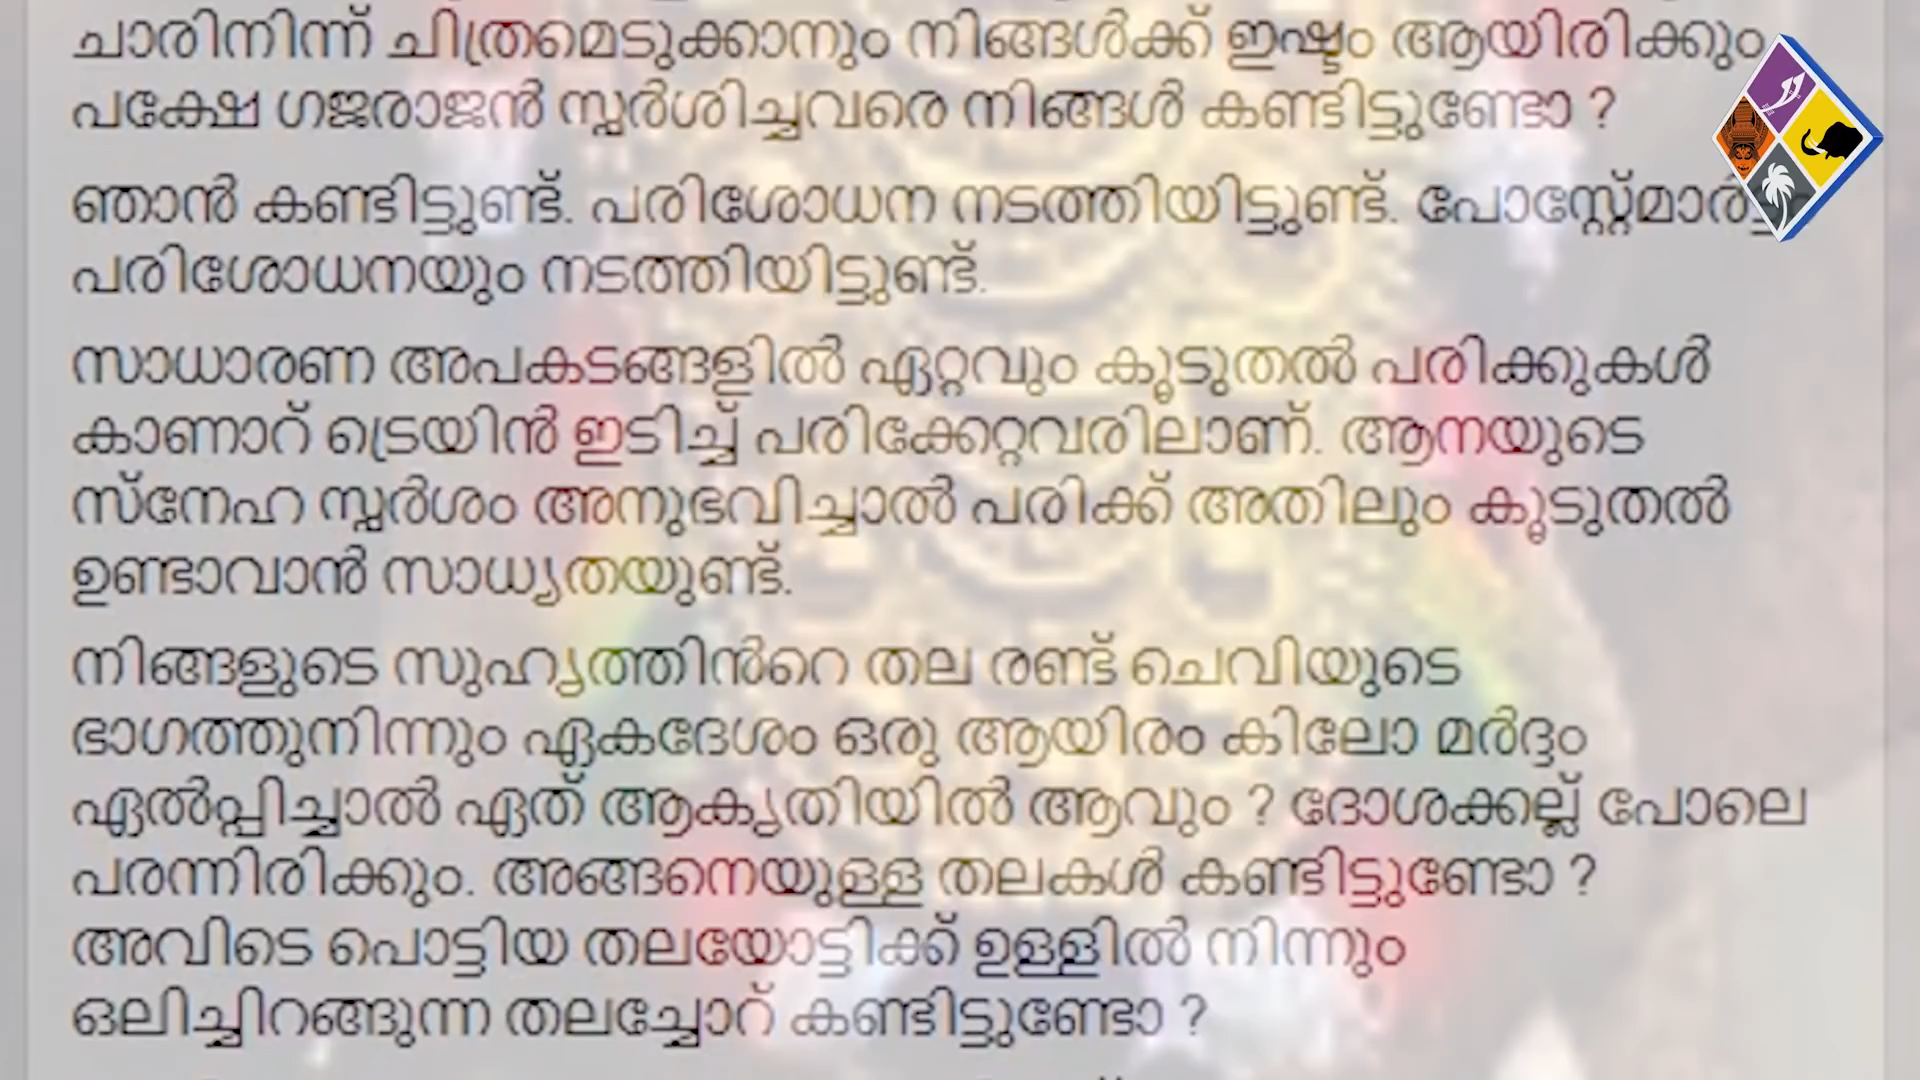 ചാരിനിന്ന് ചിത്രമെടുക്കാനും നിങ്ങൾക്ക് ഇഷ്ടം ആയിരിക്കും
പക്ഷേ ഗജരാജൻ സ്പർശിച്ചവരെ നിങ്ങൾ കണ്ടിട്ടുണ്ടോ ?
ഞാൻ കണ്ടിട്ടുണ്ട്. പരിശോധന നടത്തിയിട്ടുണ്ട്. പോസ്റ്റ്മോർട്ടം
പരിശോധനയും നടത്തിയിട്ടുണ്ട്.
സാധാരണ അപകടങ്ങളിൽ ഏറ്റവും കൂടുതൽ പരിക്കുകൾ
കാണാറ് ട്രെയിൻ ഇടിച്ച് പരിക്കേറ്റവരിലാണ്. ആനയുടെ
സ്നേഹ സ്പർശം അനുഭവിച്ചാൽ പരിക്ക് അതിലും കൂടുതൽ
ഉണ്ടാവാൻ സാധ്യതയുണ്ട്.
നിങ്ങളുടെ സുഹൃത്തിൻറെ തല രണ്ട് ചെവിയുടെ
ഭാഗത്തുനിന്നും ഏകദേശം ഒരു ആയിരം കിലോ മർദ്ദം
ഏൽപ്പിച്ചാൽ ഏത് ആകൃതിയിൽ ആവും ? ദോശക്കല്ല് പോലെ
പരന്നിരിക്കും. അങ്ങനെയുള്ള തലകൾ കണ്ടിട്ടുണ്ടോ ?
അവിടെ പൊട്ടിയ തലയോട്ടിക്ക് ഉള്ളിൽ നിന്നും
ഒലിച്ചിറങ്ങുന്ന തലച്ചോറ് കണ്ടിട്ടുണ്ടോ ?